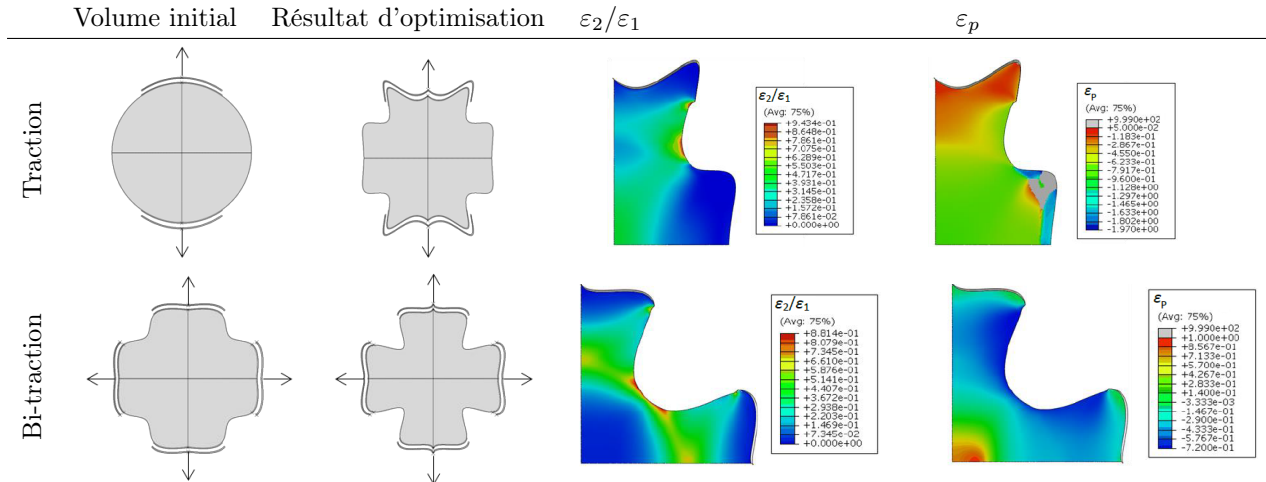 Volume initial Résultat d'optimisation ε₂/ε₁ εₚ
Traction
ε₂/ε₁
(Avg: 75%)
+9.434e-01
+8.648e-01
+7.861e-01
+7.075e-01
+6.289e-01
+5.503e-01
+4.717e-01
+3.931e-01
+3.145e-01
+2.358e-01
+1.572e-01
+7.861e-02
+0.000e+00
εₚ
(Avg: 75%)
+9.990e+02
+5.000e-02
-1.183e-01
-2.867e-01
-4.550e-01
-6.233e-01
-7.917e-01
-9.600e-01
-1.128e+00
-1.297e+00
-1.465e+00
-1.633e+00
-1.802e+00
-1.970e+00
Bi-traction
ε₂/ε₁
(Avg: 75%)
+8.814e-01
+8.079e-01
+7.345e-01
+6.610e-01
+5.876e-01
+5.141e-01
+4.407e-01
+3.672e-01
+2.938e-01
+2.203e-01
+1.469e-01
+7.345e-02
+0.000e+00
εₚ
(Avg: 75%)
+9.990e+02
+1.000e+00
+8.567e-01
+7.133e-01
+5.700e-01
+4.267e-01
+2.833e-01
+1.400e-01
-3.333e-03
-1.467e-01
-2.900e-01
-4.333e-01
-5.767e-01
-7.200e-01